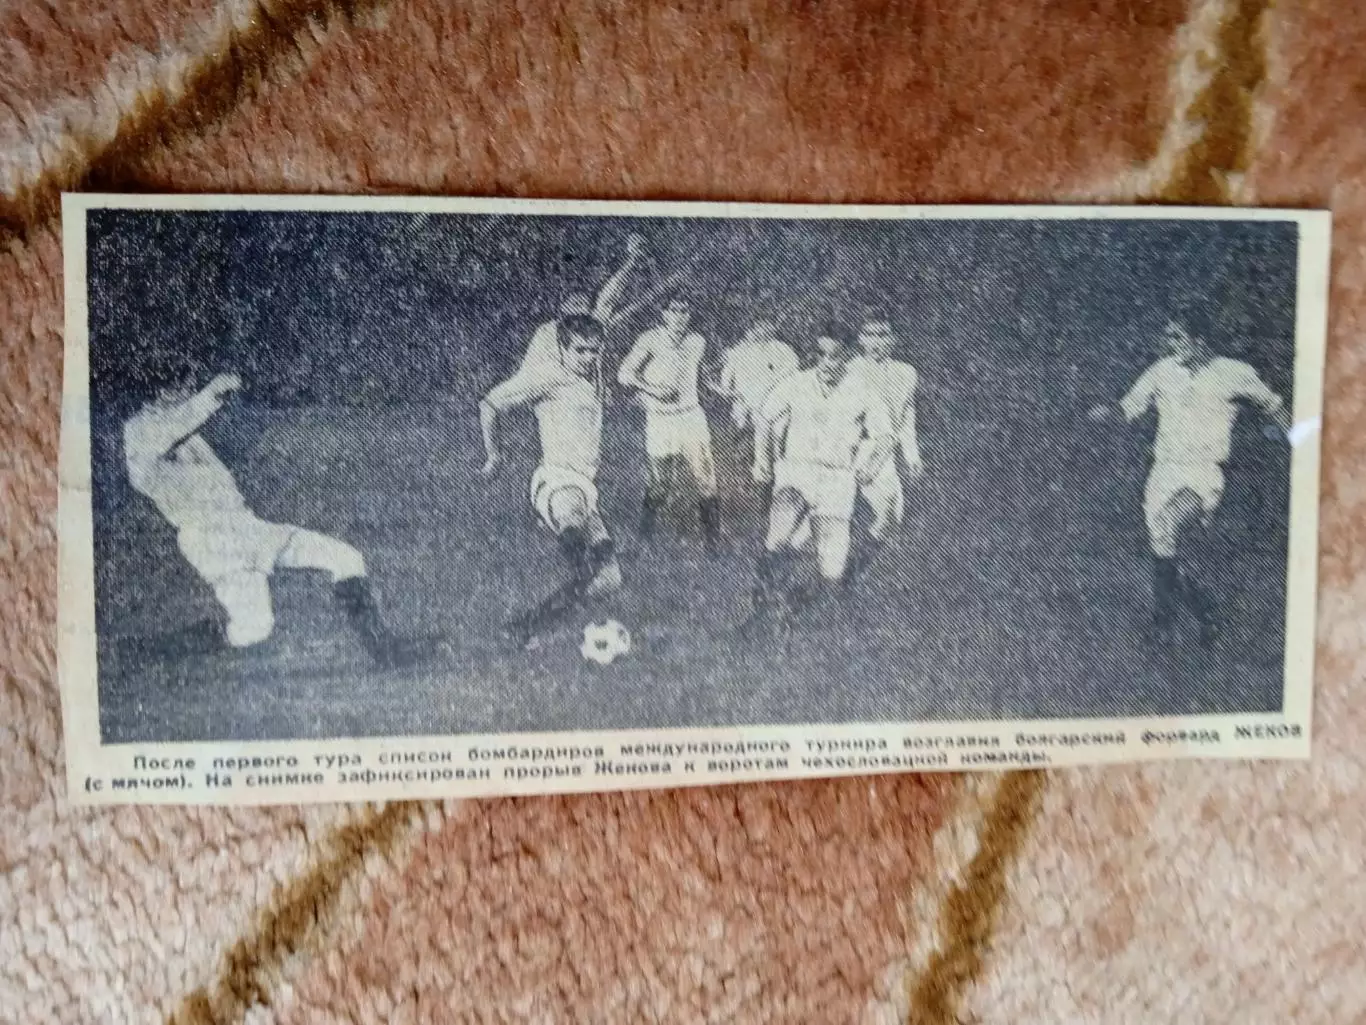 После первого тура список бомбардиров международного турнира возглавил болгарский форвард ЖЕКОВ
(с мячом). На снимке зафиксирован прорыв Жекова к воротам чехословацкой команды.